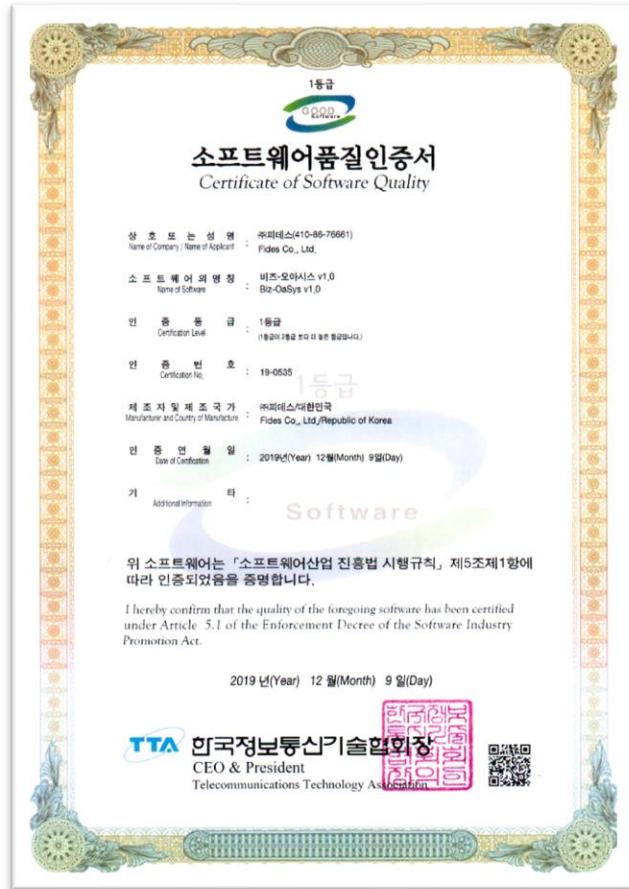 1등급
GOOD
Software
소프트웨어품질인증서
Certificate of Software Quality
상 호 또 는 성 명 : ㈜피데스(410-86-76661)
Name of Company / Name of Applicant Fides Co., Ltd.
소 프 트 웨 어 의 명 칭 : 비즈-오아시스 v1.0
Name of Software Biz-OaSys v1.0
인 증 등 급 : 1등급
Certification Level (1등급이 2등급 보다 더 높은 등급입니다.)
인 증 번 호 : 19-0535
Certification No.
1등급
제 조 자 및 제 조 국 가 : ㈜피데스/대한민국
Manufacturer and Country of Manufacture Fides Co., Ltd./Republic of Korea
인 증 연 월 일 : 2019년(Year) 12월(Month) 9일(Day)
Date of Certification
기 타 :
Additional Information
Software
위 소프트웨어는 「소프트웨어산업 진흥법 시행규칙」 제5조제1항에
따라 인증되었음을 증명합니다.
I hereby confirm that the quality of the foregoing software has been certified
under Article 5.1 of the Enforcement Decree of the Software Industry
Promotion Act.
2019 년(Year) 12 월(Month) 9 일(Day)
TTA 한국정보통신기술협회장
CEO & President
Telecommunications Technology Association